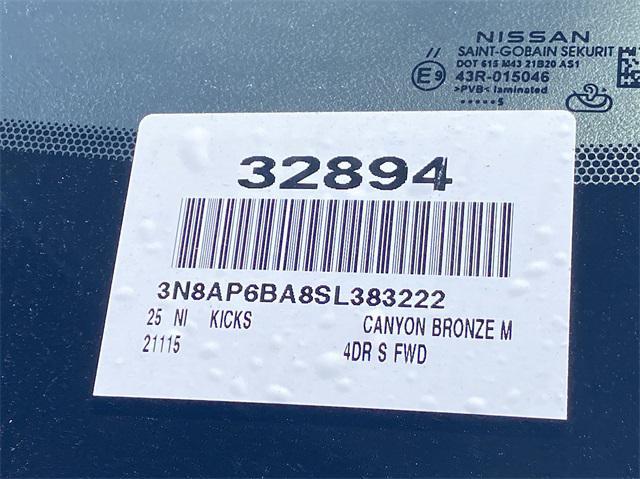 NISSAN
SAINT-GOBAIN SEKURIT
DOT 615 M43 21B20 AS1
E9 43R-015046
>PVB< laminated
•••••5
32894
3N8AP6BA8SL383222
25 NI KICKS CANYON BRONZE M
21115 4DR S FWD